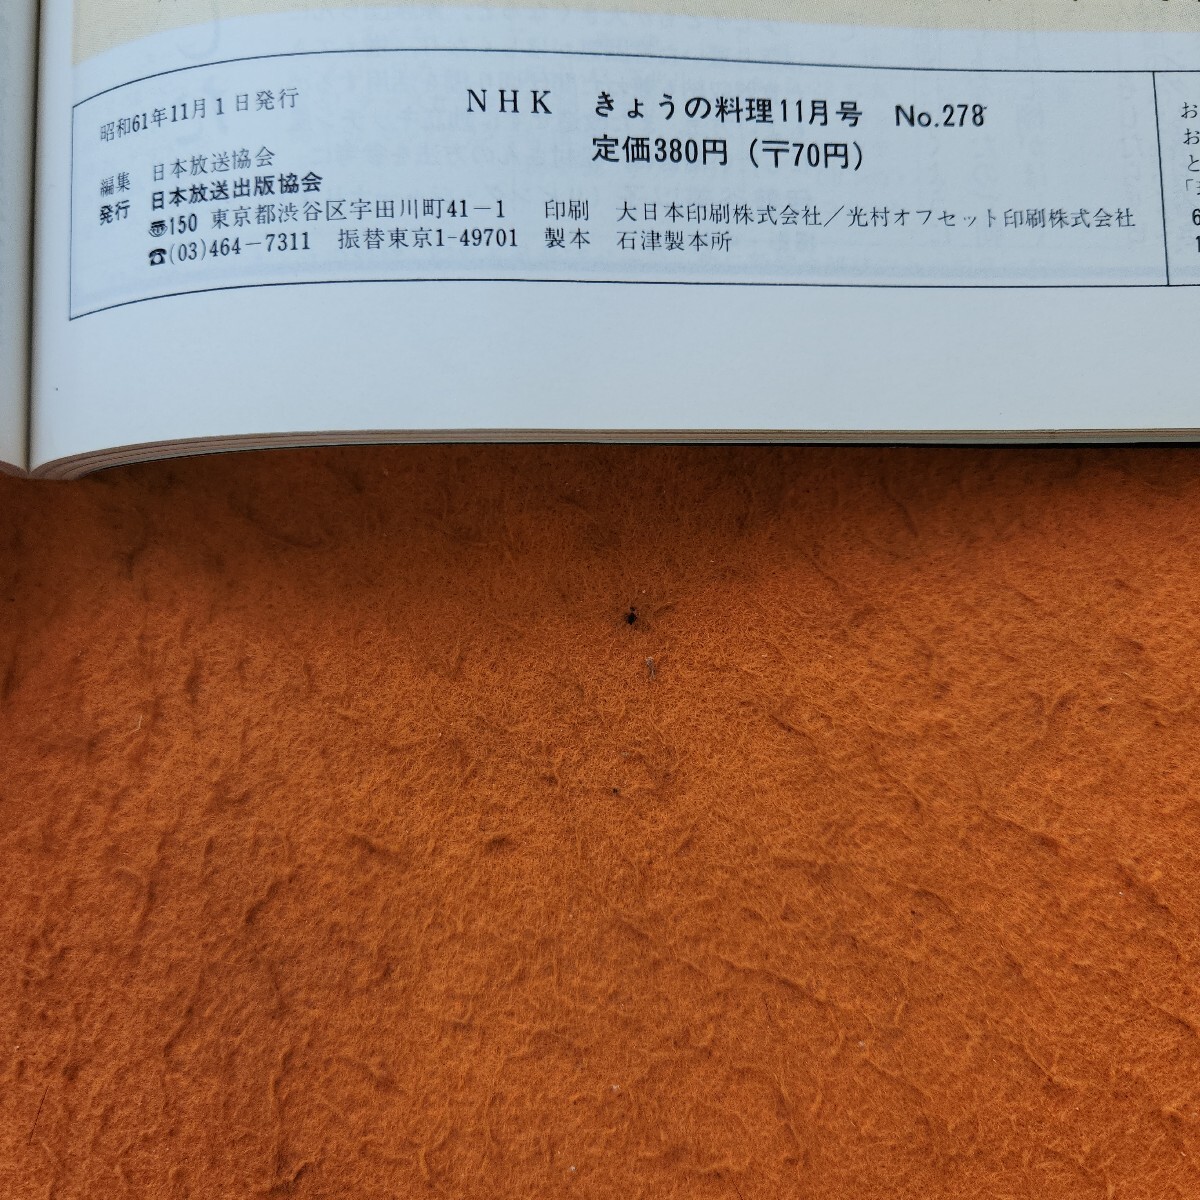 昭和61年11月1日発行
NHK きょうの料理11月号 No.278
定価380円（〒70円）
編集 日本放送協会
発行 日本放送出版協会
〠150 東京都渋谷区宇田川町41−1 印刷 大日本印刷株式会社／光村オフセット印刷株式会社
☎(03)464−7311 振替東京1-49701 製本 石津製本所
お
お
と
「
6
1